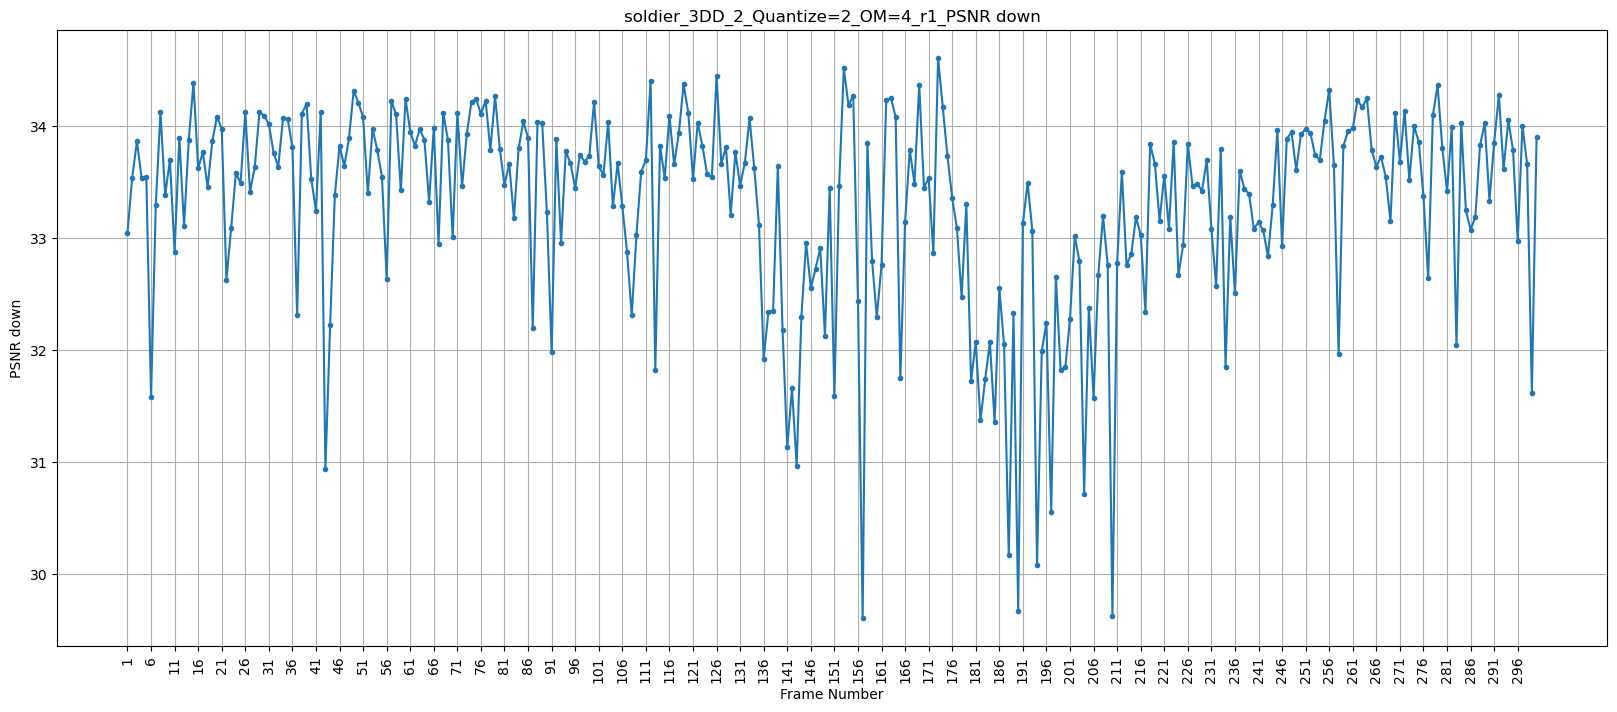 soldier_3DD_2_Quantize=2_OM=4_r1_PSNR down
PSNR down
34
33
32
31
30
1 6 11 16 21 26 31 36 41 46 51 56 61 66 71 76 81 86 91 96 101 106 111 116 121 126 131 136 141 146 151 156 161 166 171 176 181 186 191 196 201 206 211 216 221 226 231 236 241 246 251 256 261 266 271 276 281 286 291 296
Frame Number